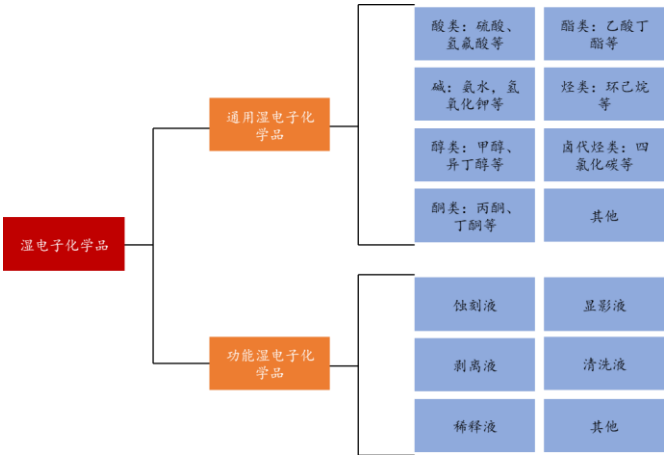 酸类：硫酸、
氢氟酸等
酯类：乙酸丁
酯等
碱：氨水，氢
氧化钾等
烃类：环己烷
等
通用湿电子化
学品
醇类：甲醇、
异丁醇等
卤代烃类：四
氯化碳等
酮类：丙酮、
丁酮等
其他
湿电子化学品
蚀刻液
显影液
功能湿电子化
学品
剥离液
清洗液
稀释液
其他